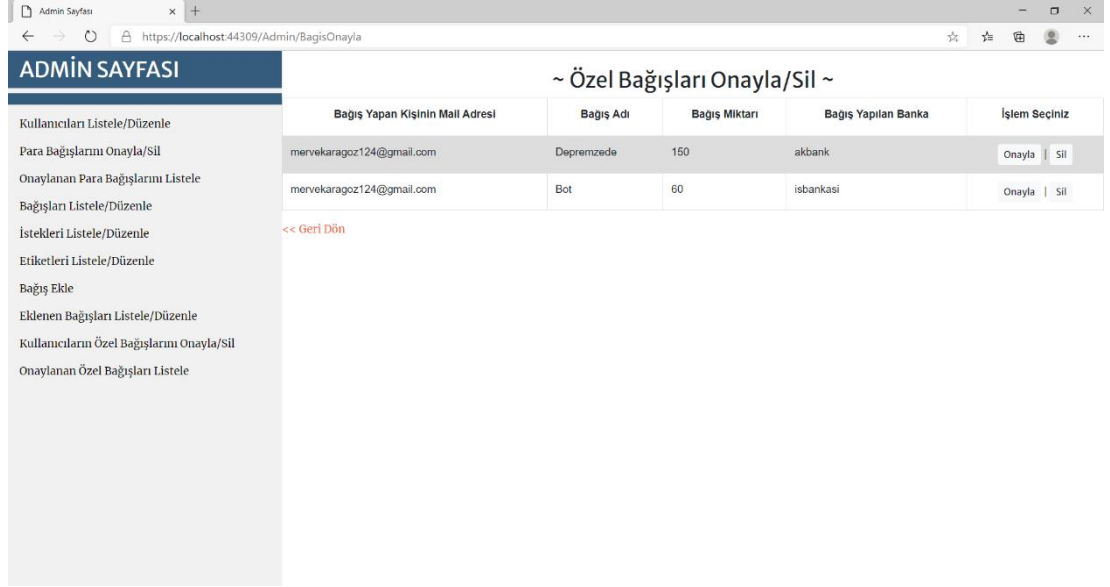 Admin Sayfası
https://localhost:44309/Admin/BagisOnayla
ADMİN SAYFASI
Kullanıcıları Listele/Düzenle
Para Bağışlarını Onayla/Sil
Onaylanan Para Bağışlarını Listele
Bağışları Listele/Düzenle
İstekleri Listele/Düzenle
Etiketleri Listele/Düzenle
Bağış Ekle
Eklenen Bağışları Listele/Düzenle
Kullanıcıların Özel Bağışlarını Onayla/Sil
Onaylanan Özel Bağışları Listele
~ Özel Bağışları Onayla/Sil ~
Bağış Yapan Kişinin Mail Adresi Bağış Adı Bağış Miktarı Bağış Yapılan Banka İşlem Seçiniz
mervekaragoz124@gmail.com Depremzede 150 akbank Onayla | Sil
mervekaragoz124@gmail.com Bot 60 isbankasi Onayla | Sil
<< Geri Dön